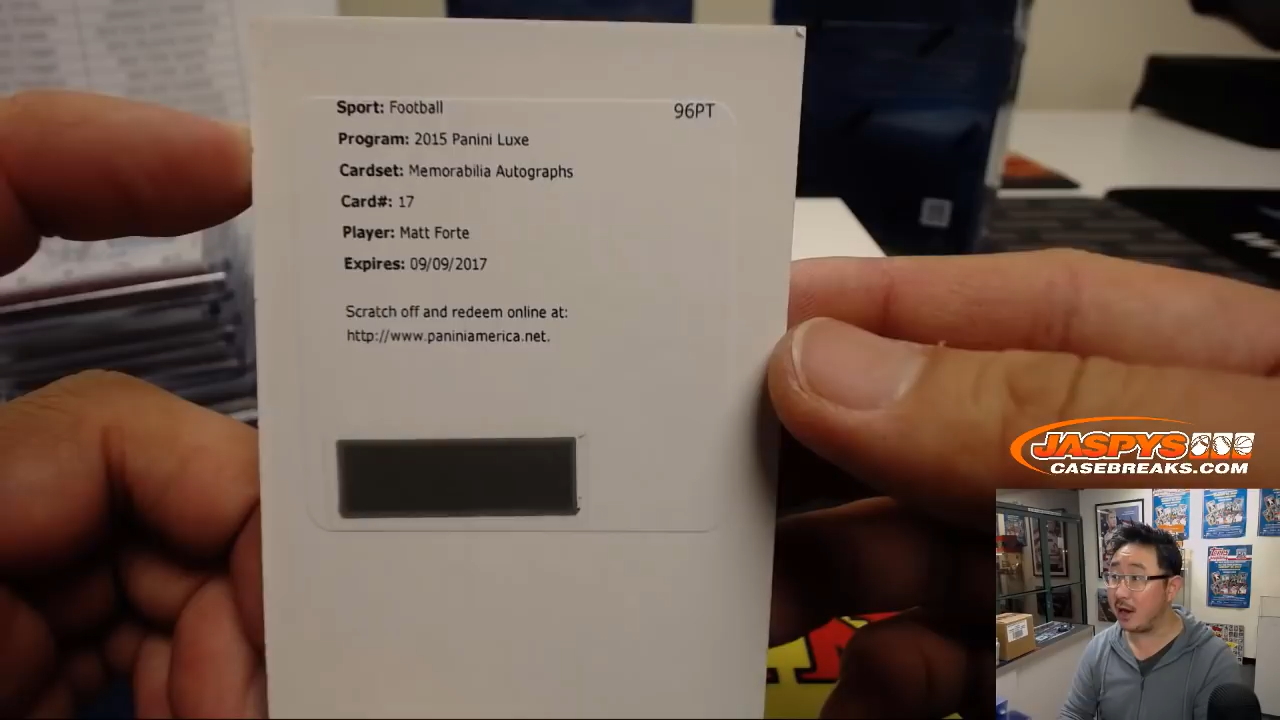 Sport: Football
96PT
Program: 2015 Panini Luxe
Cardset: Memorabilia Autographs
Card#: 17
Player: Matt Forte
Expires: 09/09/2017
Scratch off and redeem online at:
http://www.paniniamerica.net.
JASPYS
CASEBREAKS.COM